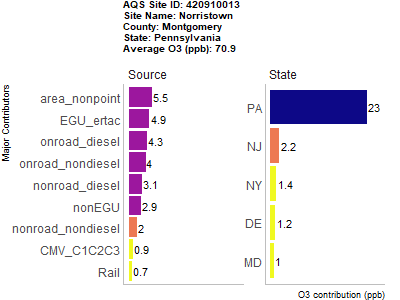 AQS Site ID: 420910013
Site Name: Norristown
County: Montgomery
State: Pennsylvania
Average O3 (ppb): 70.9
Major Contributors
Source
area_nonpoint 5.5
EGU_ertac 4.9
onroad_diesel 4.3
onroad_nondiesel 4
nonroad_diesel 3.1
nonEGU 2.9
nonroad_nondiesel 2
CMV_C1C2C3 0.9
Rail 0.7
State
PA 23
NJ 2.2
NY 1.4
DE 1.2
MD 1
O3 contribution (ppb)